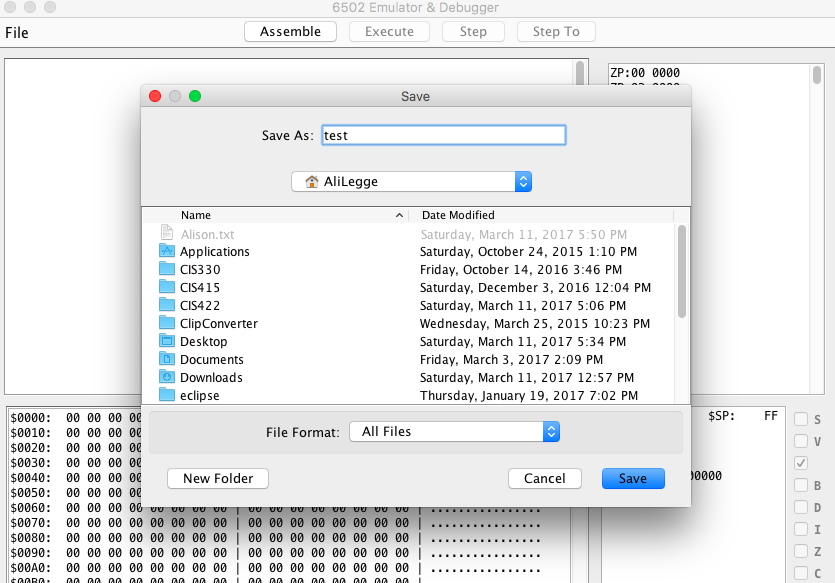 6502 Emulator & Debugger
File Assemble Execute Step Step To
ZP:00 0000
Save
Save As: test
AliLegge
Name Date Modified
Alison.txt Saturday, March 11, 2017 5:50 PM
Applications Saturday, October 24, 2015 1:10 PM
CIS330 Friday, October 14, 2016 3:46 PM
CIS415 Saturday, December 3, 2016 12:04 PM
CIS422 Saturday, March 11, 2017 5:06 PM
ClipConverter Wednesday, March 25, 2015 10:23 PM
Desktop Saturday, March 11, 2017 5:34 PM
Documents Friday, March 3, 2017 2:09 PM
Downloads Saturday, March 11, 2017 12:57 PM
eclipse Thursday, January 19, 2017 7:02 PM
File Format: All Files
New Folder Cancel Save
$0000: 00 00 00 00
$0010: 00 00 00 00
$0020: 00 00 00 00
$0030: 00 00 00 00
$0040: 00 00 00 00
$0050: 00 00 00 00
$0060: 00 00 00 00 00 00 00 00 | 00 00 00 00 00 00 00 00 | ................
$0070: 00 00 00 00 00 00 00 00 | 00 00 00 00 00 00 00 00 | ................
$0080: 00 00 00 00 00 00 00 00 | 00 00 00 00 00 00 00 00 | ................
$0090: 00 00 00 00 00 00 00 00 | 00 00 00 00 00 00 00 00 | ................
$00A0: 00 00 00 00 00 00 00 00 | 00 00 00 00 00 00 00 00 | ................
$00B0: 00 00 00 00 00 00 00 00 | 00 00 00 00 00 00 00 00 |
$SP: FF
00000
S
V
B
D
I
Z
C